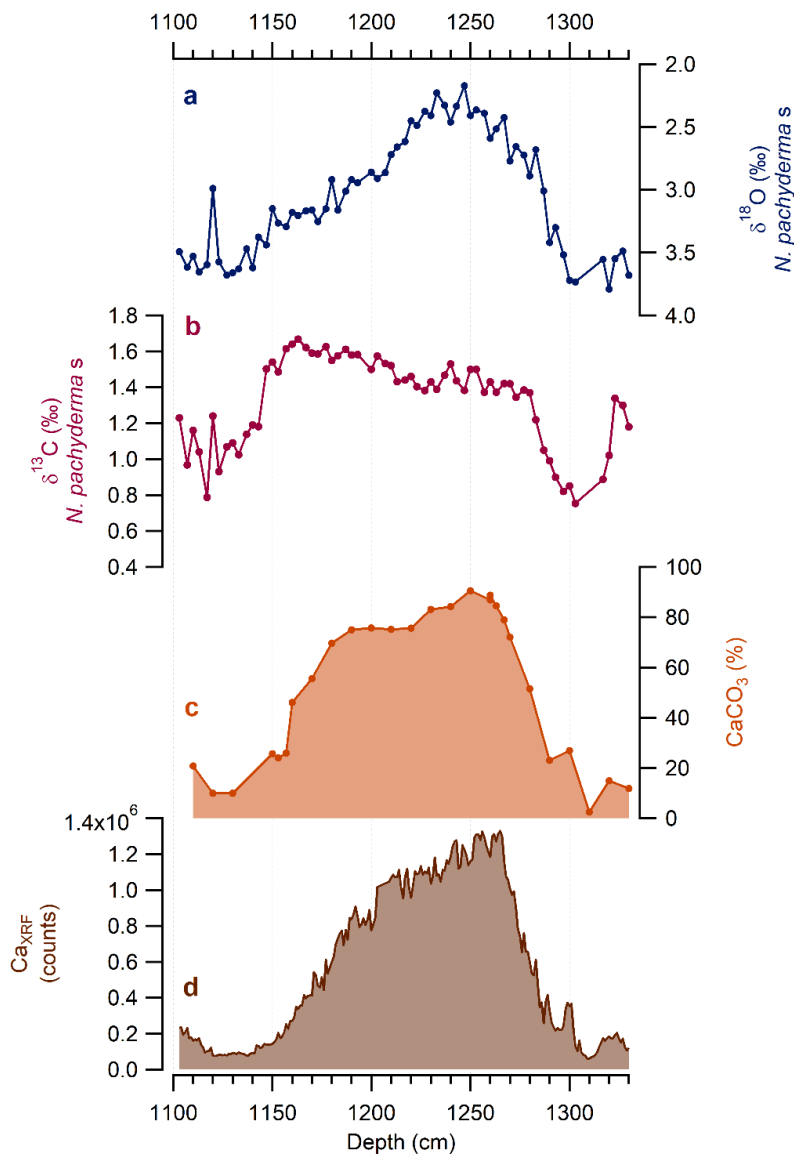 1100 1150 1200 1250 1300
a
2.0
2.5
3.0
3.5
4.0
δ¹⁸O (‰)
N. pachyderma s
b
1.8
1.6
1.4
1.2
1.0
0.8
0.6
0.4
δ¹³C (‰)
N. pachyderma s
c
100
80
60
40
20
0
CaCO₃ (%)
d
1.4x10⁶
1.2
1.0
0.8
0.6
0.4
0.2
0.0
Ca_XRF
(counts)
1100 1150 1200 1250 1300
Depth (cm)